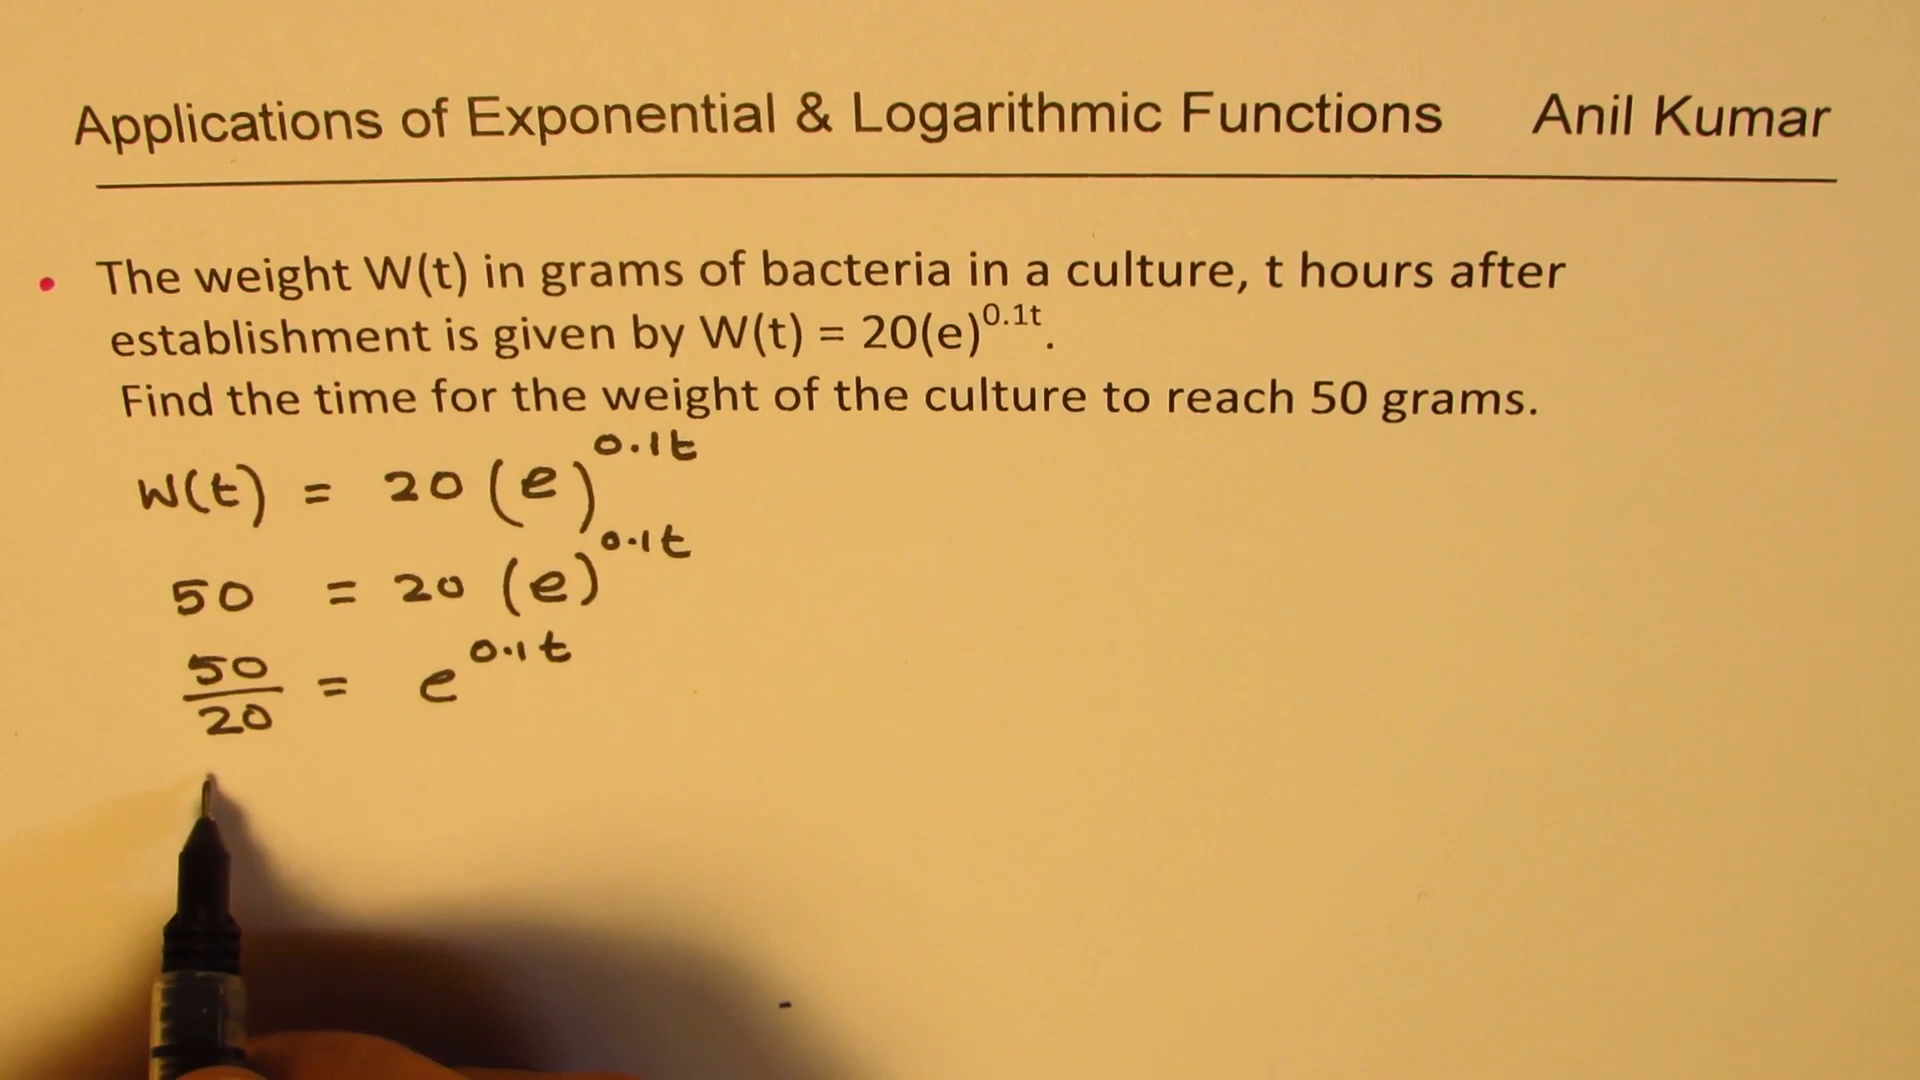 Applications of Exponential & Logarithmic Functions Anil Kumar
• The weight W(t) in grams of bacteria in a culture, t hours after
establishment is given by W(t) = 20(e)^0.1t.
Find the time for the weight of the culture to reach 50 grams.
W(t) = 20 (e)^0.1t
50 = 20 (e)^0.1t
50/20 = e^0.1t